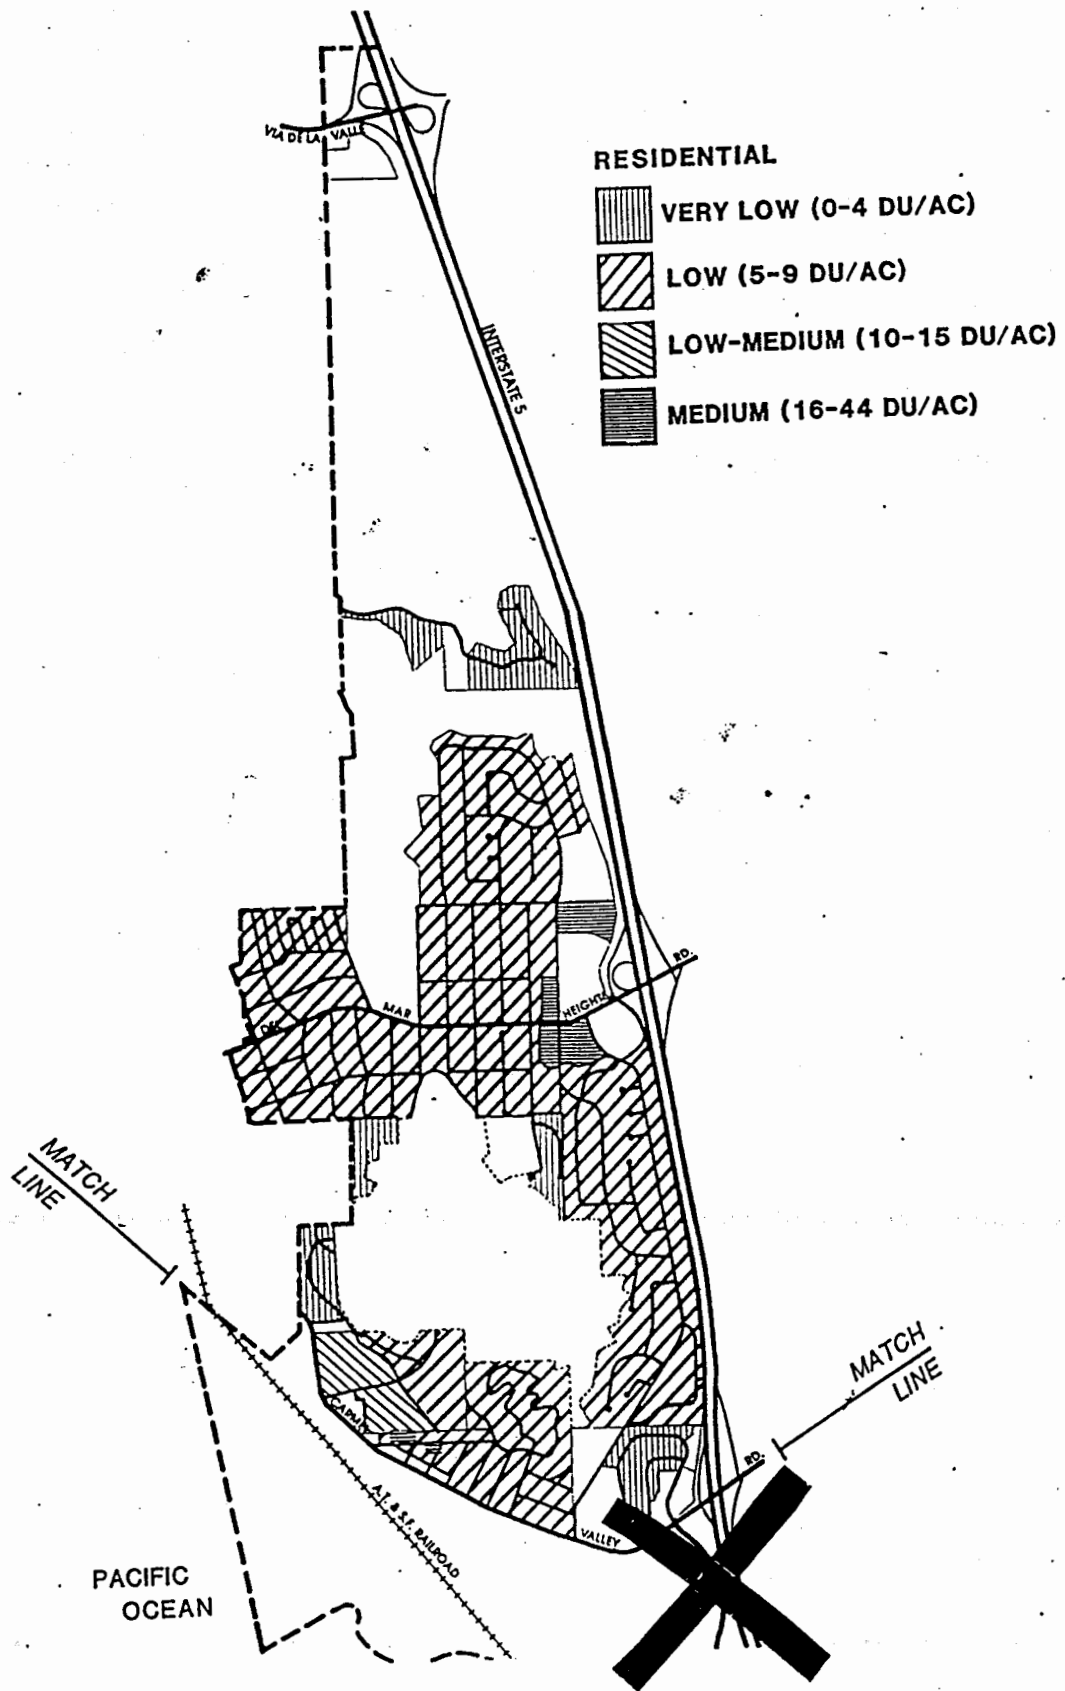 VIA DE LA VALLE
RESIDENTIAL
VERY LOW (0-4 DU/AC)
LOW (5-9 DU/AC)
LOW-MEDIUM (10-15 DU/AC)
MEDIUM (16-44 DU/AC)
INTERSTATE 5
DEL MAR HEIGHTS RD.
MATCH
LINE
MATCH
LINE
CARMEL VALLEY RD.
A.T. & S.F. RAILROAD
PACIFIC
OCEAN